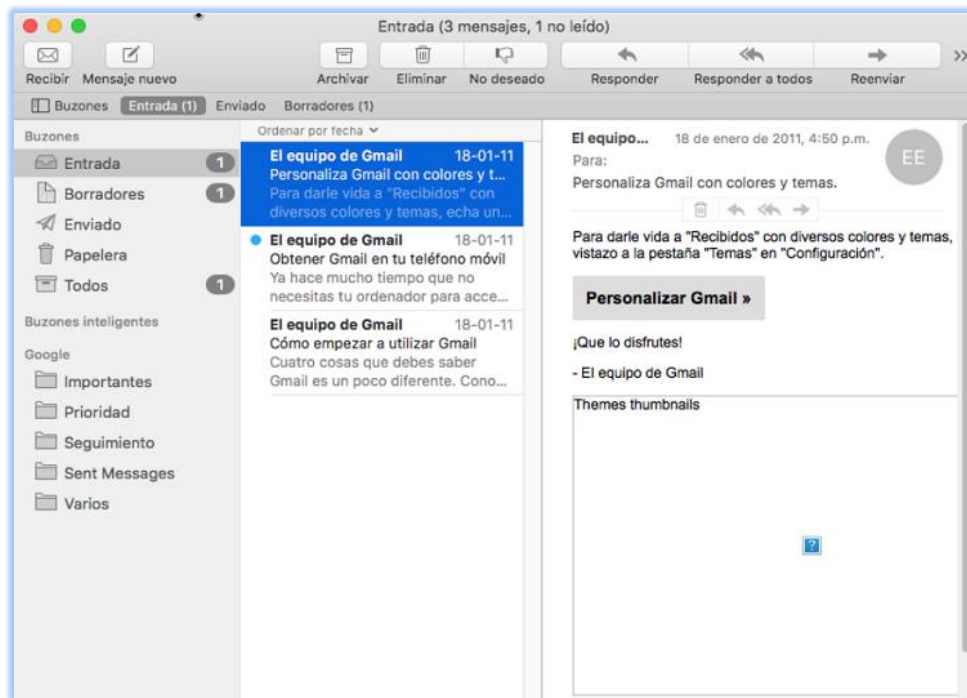 Entrada (3 mensajes, 1 no leído)
Recibir Mensaje nuevo Archivar Eliminar No deseado Responder Responder a todos Reenviar
Buzones Entrada (1) Enviado Borradores (1)
Buzones
Entrada 1
Borradores 1
Enviado
Papelera
Todos 1
Buzones inteligentes
Google
Importantes
Prioridad
Seguimiento
Sent Messages
Varios
Ordenar por fecha
El equipo de Gmail 18-01-11
Personaliza Gmail con colores y t...
Para darle vida a "Recibidos" con
diversos colores y temas, echa un...
El equipo de Gmail 18-01-11
Obtener Gmail en tu teléfono móvil
Ya hace mucho tiempo que no
necesitas tu ordenador para acce...
El equipo de Gmail 18-01-11
Cómo empezar a utilizar Gmail
Cuatro cosas que debes saber
Gmail es un poco diferente. Cono...
El equipo... 18 de enero de 2011, 4:50 p.m.
EE
Para:
Personaliza Gmail con colores y temas.
Para darle vida a "Recibidos" con diversos colores y temas,
vistazo a la pestaña "Temas" en "Configuración".
Personalizar Gmail »
¡Que lo disfrutes!
- El equipo de Gmail
Themes thumbnails
?